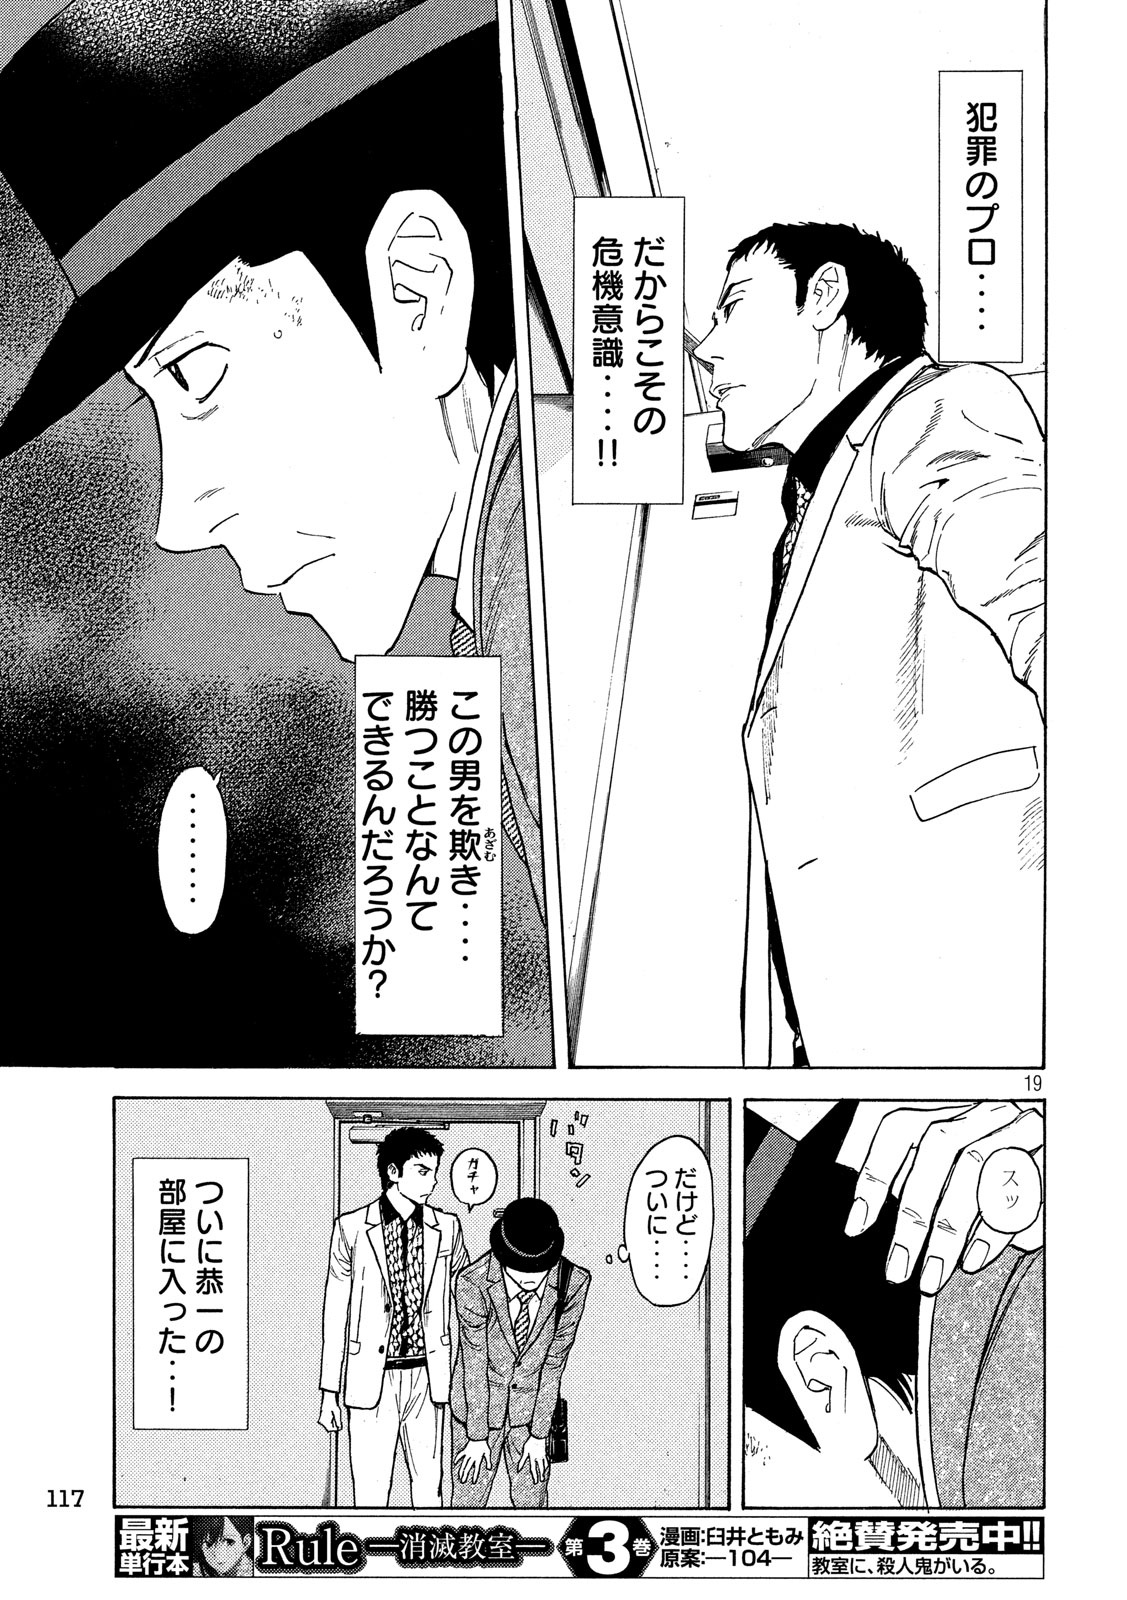 犯罪のプロ‥‥
だからこその
危機意識‥‥!!
この男を欺き‥‥
あざむ
勝つことなんて
できるんだろうか?
‥‥‥‥
19
スッ
だけど‥‥
ついに‥‥
バタン
ガチャ
ついに恭一の
部屋に入った‥!
117
最新
単行本
Rule
―消滅教室―
第3巻
漫画:臼井ともみ
原案:―104―
絶賛発売中!!
教室に、殺人鬼がいる。